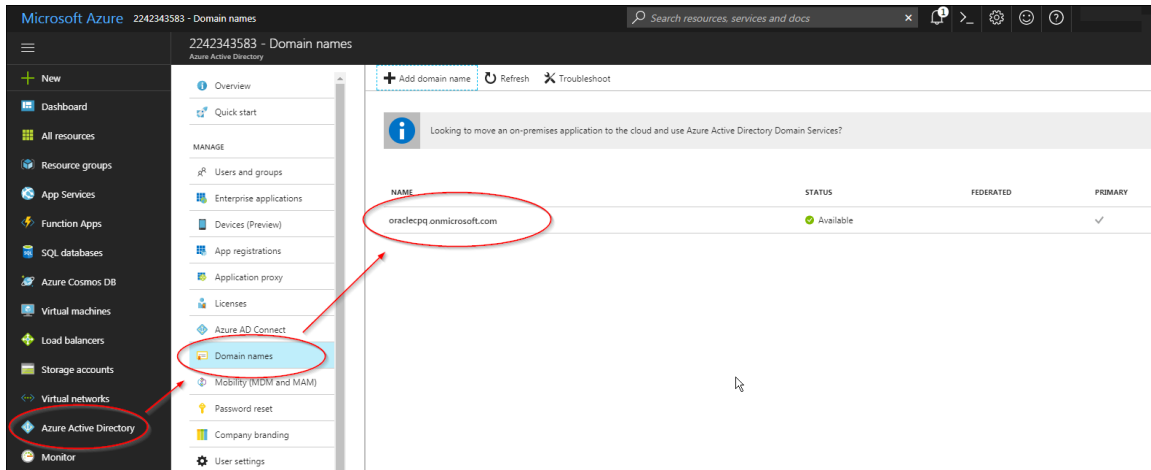 Microsoft Azure 2242343583 - Domain names
Search resources, services and docs
1
2242343583 - Domain names
Azure Active Directory
New
Dashboard
All resources
Resource groups
App Services
Function Apps
SQL databases
Azure Cosmos DB
Virtual machines
Load balancers
Storage accounts
Virtual networks
Azure Active Directory
Monitor
Overview
Quick start
MANAGE
Users and groups
Enterprise applications
Devices (Preview)
App registrations
Application proxy
Licenses
Azure AD Connect
Domain names
Mobility (MDM and MAM)
Password reset
Company branding
User settings
Add domain name Refresh Troubleshoot
Looking to move an on-premises application to the cloud and use Azure Active Directory Domain Services?
NAME STATUS FEDERATED PRIMARY
oraclecpq.onmicrosoft.com Available